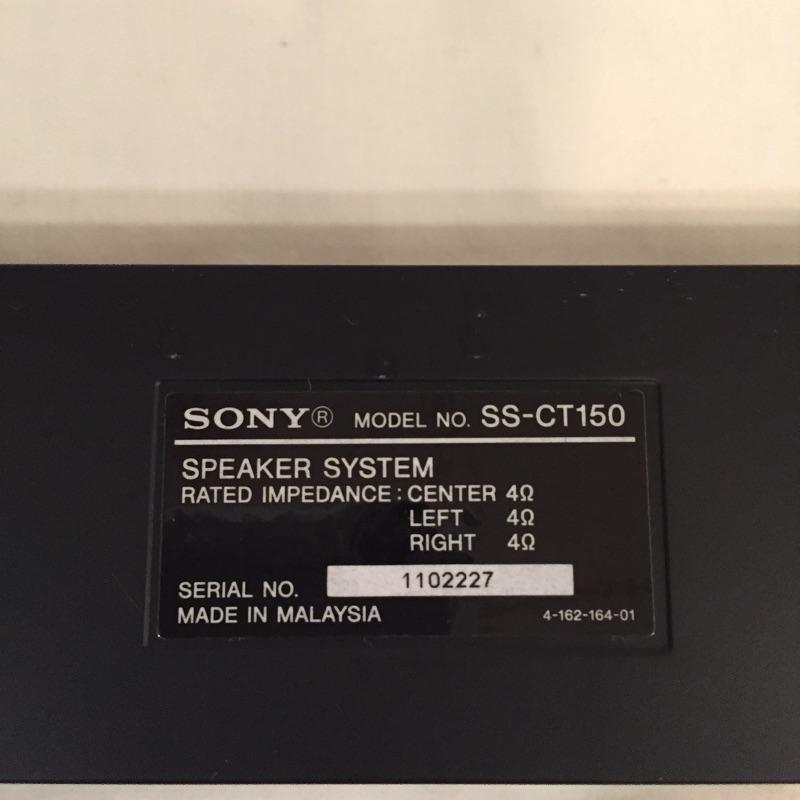 SONY® MODEL NO. SS-CT150
SPEAKER SYSTEM
RATED IMPEDANCE: CENTER 4Ω
LEFT 4Ω
RIGHT 4Ω
SERIAL NO. 1102227
MADE IN MALAYSIA 4-162-164-01